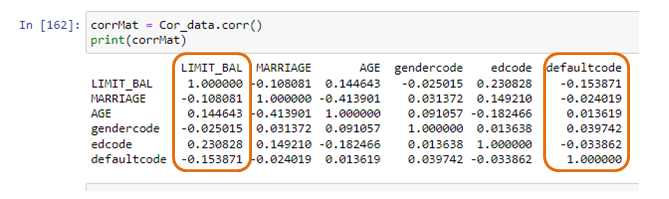 In [162]: corrMat = Cor_data.corr()
print(corrMat)
LIMIT_BAL MARRIAGE AGE gendercode edcode defaultcode
LIMIT_BAL 1.000000 -0.108081 0.144643 -0.025015 0.230828 -0.153871
MARRIAGE -0.108081 1.000000 -0.413901 0.031372 0.149210 -0.024019
AGE 0.144643 -0.413901 1.000000 0.091057 -0.182466 0.013619
gendercode -0.025015 0.031372 0.091057 1.000000 0.013638 0.039742
edcode 0.230828 0.149210 -0.182466 0.013638 1.000000 -0.033862
defaultcode -0.153871 -0.024019 0.013619 0.039742 -0.033862 1.000000